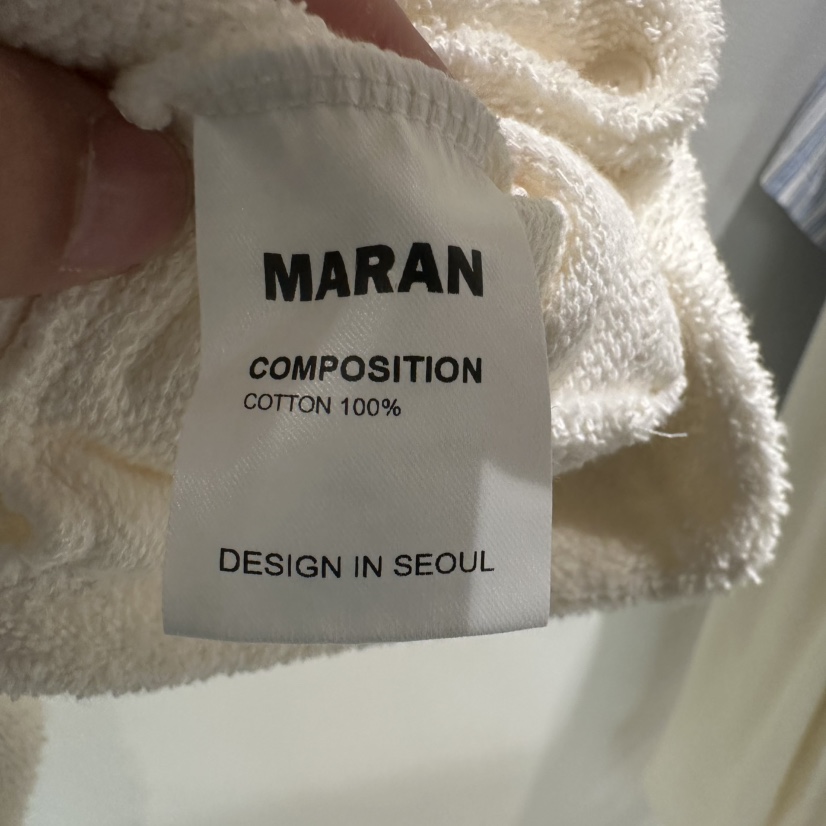 MARAN
COMPOSITION
COTTON 100%
DESIGN IN SEOUL